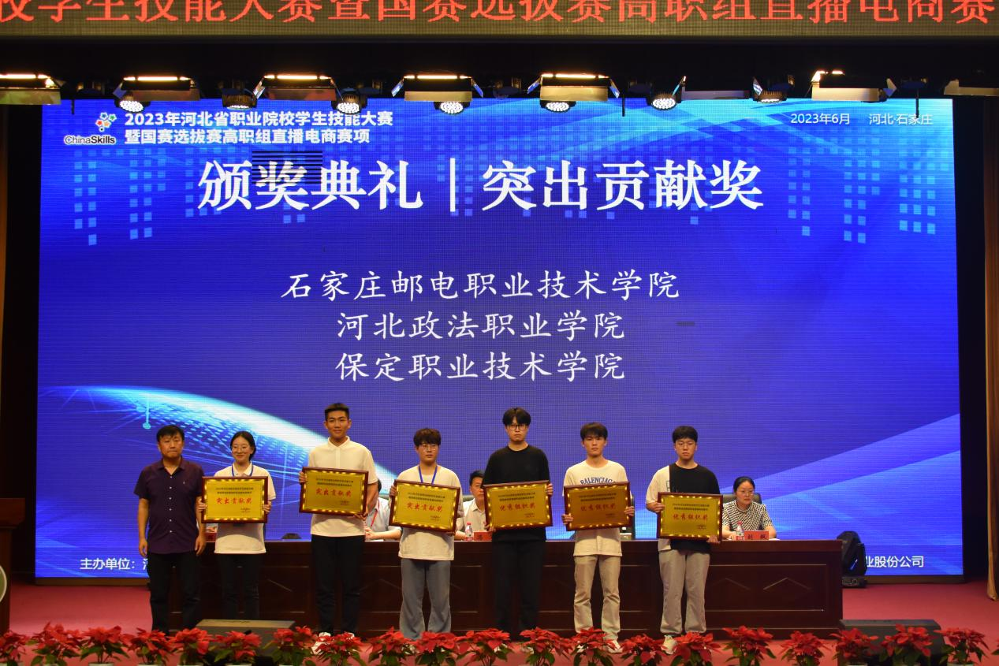 校学生技能大赛暨国赛选拔赛高职组直播电商赛
ChinaSkills
2023年河北省职业院校学生技能大赛
暨国赛选拔赛高职组直播电商赛项
2023年6月 河北·石家庄
颁奖典礼|突出贡献奖
石家庄邮电职业技术学院
河北政法职业学院
保定职业技术学院
突出贡献奖
突出贡献奖
突出贡献奖
优秀组织奖
BALENCIAGA
优秀组织奖
优秀组织奖
主办单位：
业股份公司